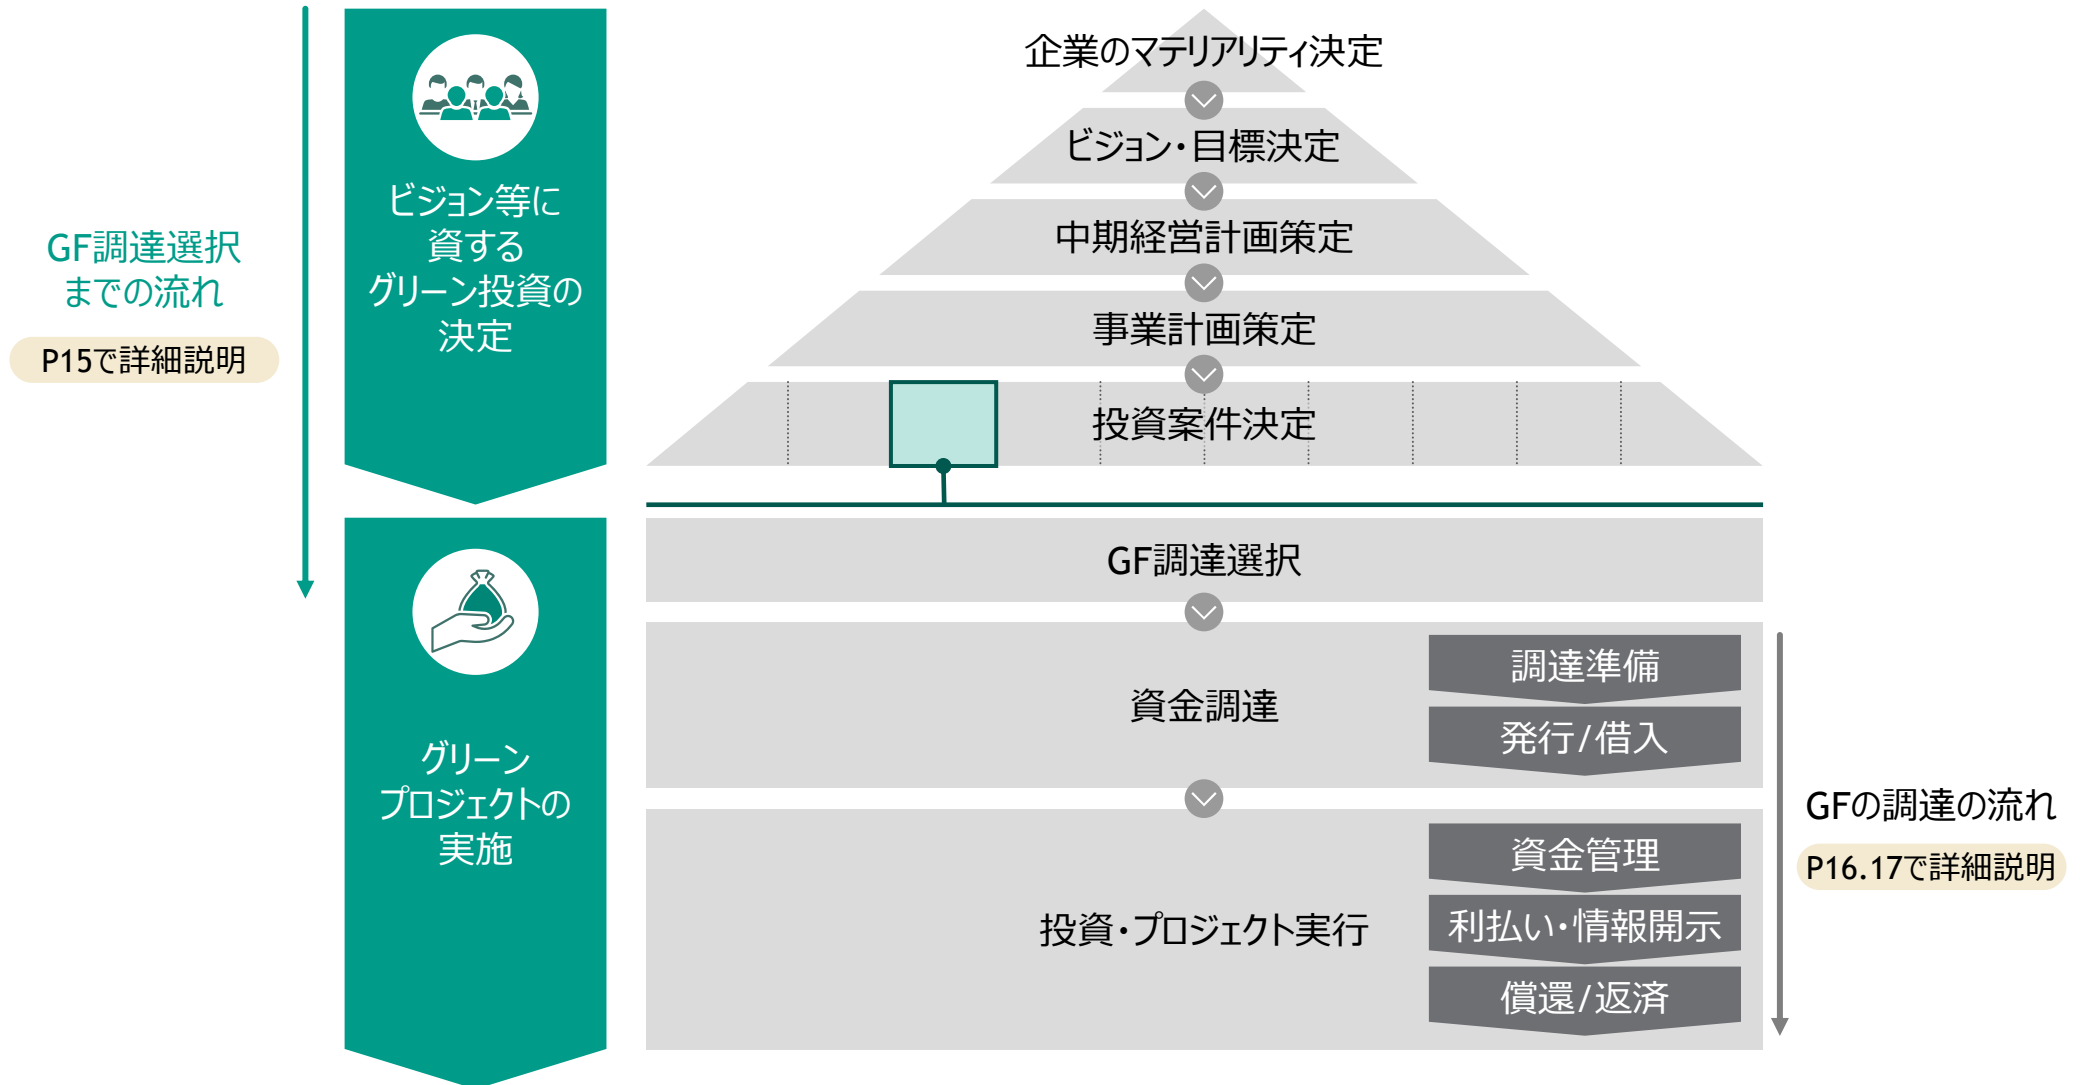 GF調達選択
までの流れ
P15で詳細説明
ビジョン等に
資する
グリーン投資の
決定
企業のマテリアリティ決定
ビジョン・目標決定
中期経営計画策定
事業計画策定
投資案件決定
グリーン
プロジェクトの
実施
GF調達選択
資金調達
調達準備
発行/借入
投資・プロジェクト実行
資金管理
利払い・情報開示
償還/返済
GFの調達の流れ
P16.17で詳細説明